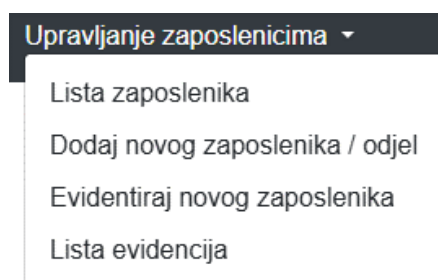 Upravljanje zaposlenicima
Lista zaposlenika
Dodaj novog zaposlenika / odjel
Evidentiraj novog zaposlenika
Lista evidencija